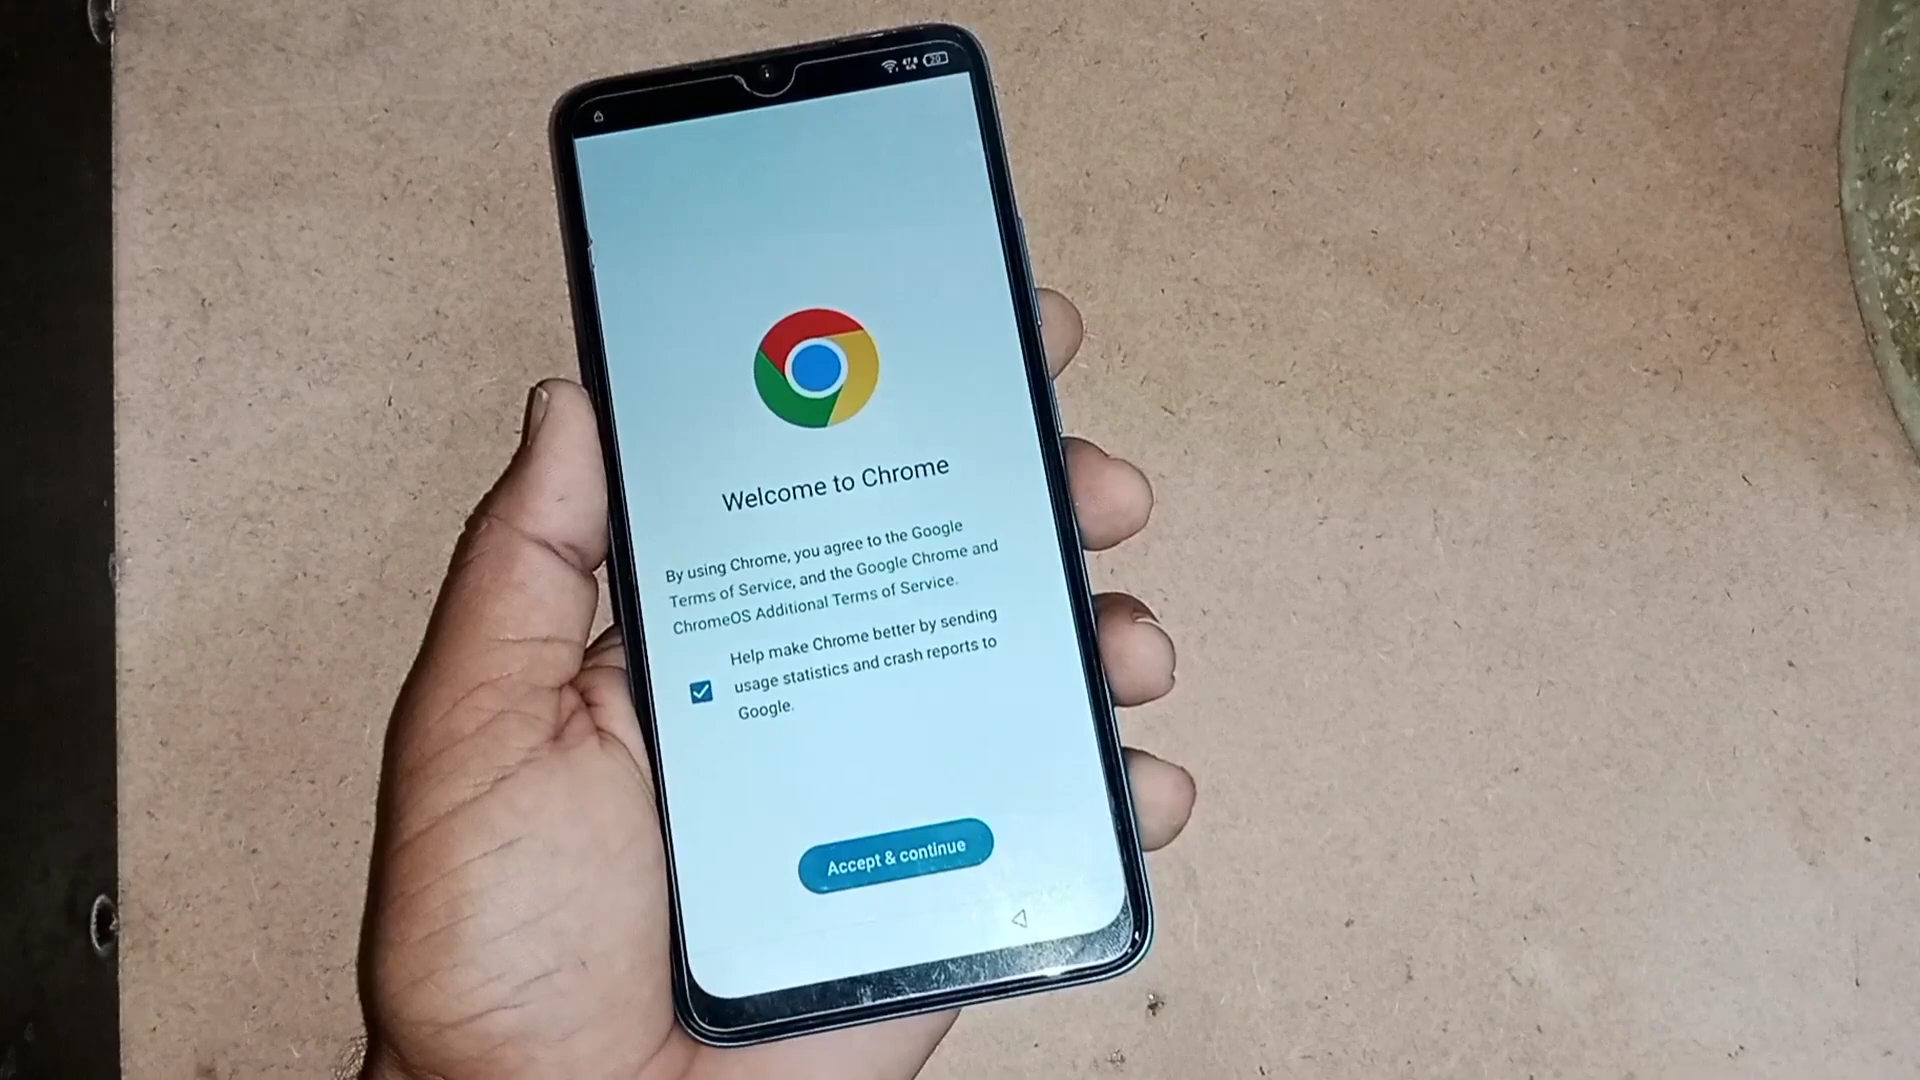 20
Welcome to Chrome
By using Chrome, you agree to the Google
Terms of Service, and the Google Chrome and
ChromeOS Additional Terms of Service.
Help make Chrome better by sending
usage statistics and crash reports to
Google.
Accept & continue